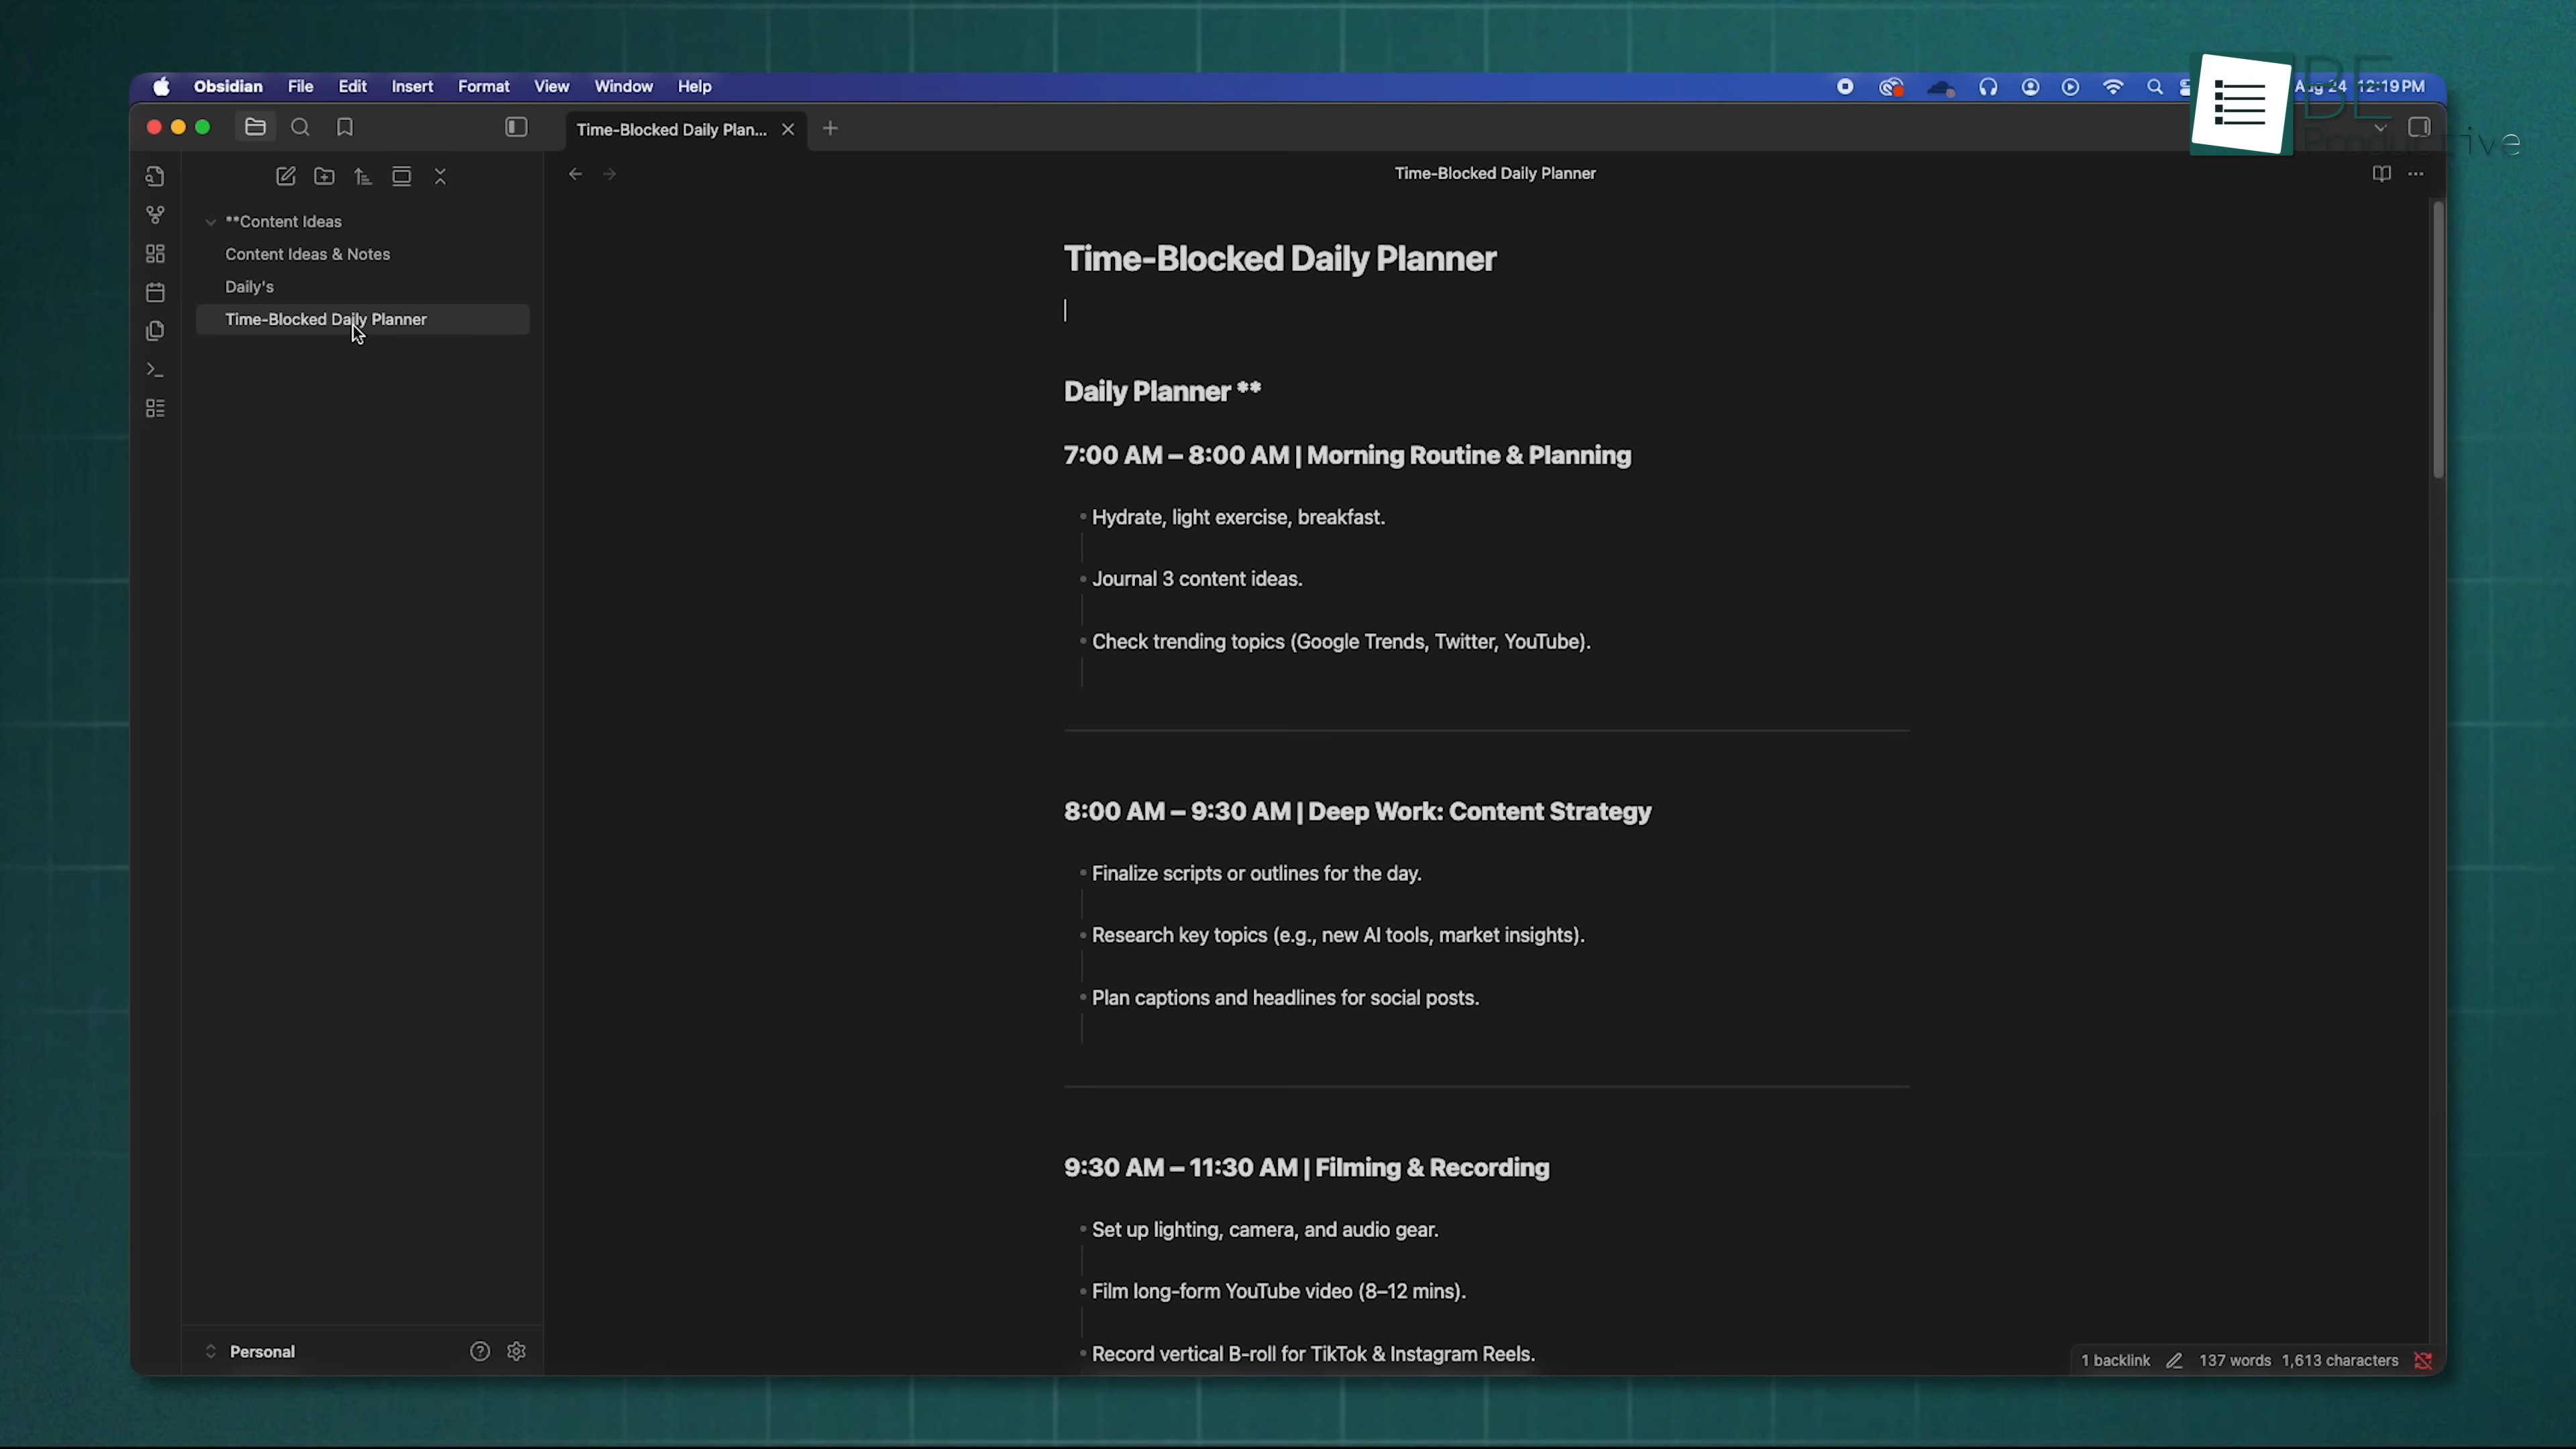 Obsidian File Edit Insert Format View Window Help
Aug 24 12:19 PM
BE
Productive
Time-Blocked Daily Plan...
Time-Blocked Daily Planner
**Content Ideas
Content Ideas & Notes
Daily's
Time-Blocked Daily Planner
Time-Blocked Daily Planner
Daily Planner **
7:00 AM – 8:00 AM | Morning Routine & Planning
• Hydrate, light exercise, breakfast.
• Journal 3 content ideas.
• Check trending topics (Google Trends, Twitter, YouTube).
8:00 AM – 9:30 AM | Deep Work: Content Strategy
• Finalize scripts or outlines for the day.
• Research key topics (e.g., new AI tools, market insights).
• Plan captions and headlines for social posts.
9:30 AM – 11:30 AM | Filming & Recording
• Set up lighting, camera, and audio gear.
• Film long-form YouTube video (8–12 mins).
• Record vertical B-roll for TikTok & Instagram Reels.
Personal
1 backlink 137 words 1,613 characters